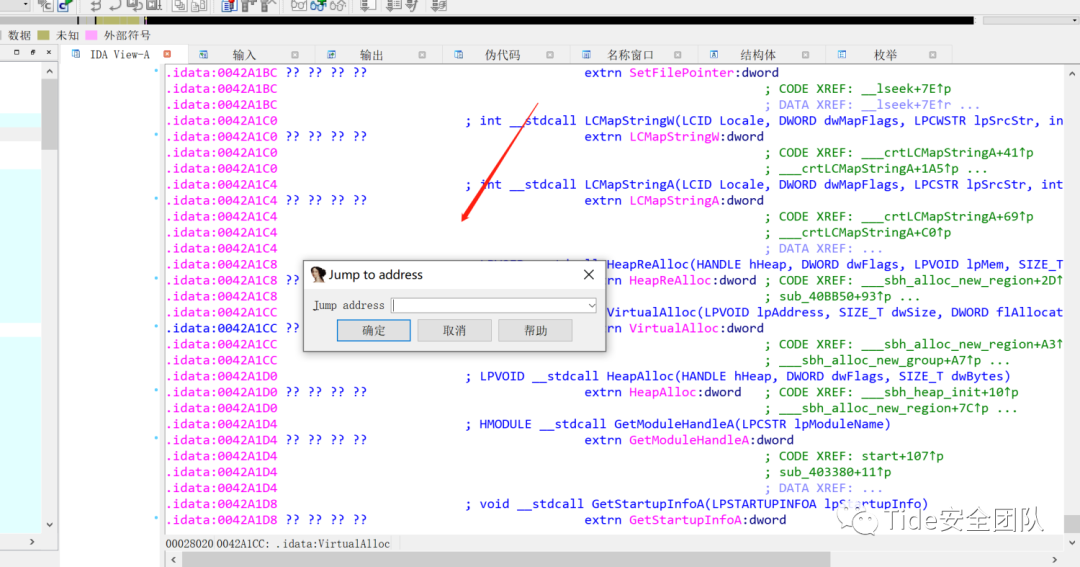 数据 未知 外部符号
IDA View-A 输入 输出 伪代码 名称窗口 结构体 枚举
.idata:0042A1BC ?? ?? ?? ?? extrn SetFilePointer:dword
.idata:0042A1BC ; CODE XREF: __lseek+7E↑p
.idata:0042A1BC ; DATA XREF: __lseek+7E↑r ...
.idata:0042A1C0 ; int __stdcall LCMapStringW(LCID Locale, DWORD dwMapFlags, LPCWSTR lpSrcStr, in
.idata:0042A1C0 ?? ?? ?? ?? extrn LCMapStringW:dword
.idata:0042A1C0 ; CODE XREF: ___crtLCMapStringA+41↑p
.idata:0042A1C0 ; ___crtLCMapStringA+1A5↑p ...
.idata:0042A1C4 ; int __stdcall LCMapStringA(LCID Locale, DWORD dwMapFlags, LPCSTR lpSrcStr, int
.idata:0042A1C4 ?? ?? ?? ?? extrn LCMapStringA:dword
.idata:0042A1C4 ; CODE XREF: ___crtLCMapStringA+69↑p
.idata:0042A1C4 ; ___crtLCMapStringA+C0↑p
.idata:0042A1C4 ; DATA XREF: ...
.idata:0042A1C8 HeapReAlloc(HANDLE hHeap, DWORD dwFlags, LPVOID lpMem, SIZE_T
.idata:0042A1C8 ?? rn HeapReAlloc:dword ; CODE XREF: ___sbh_alloc_new_region+2D↑
.idata:0042A1C8 ; sub_40BB50+93↑p ...
.idata:0042A1CC VirtualAlloc(LPVOID lpAddress, SIZE_T dwSize, DWORD flAllocat
.idata:0042A1CC ?? rn VirtualAlloc:dword
.idata:0042A1CC ; CODE XREF: ___sbh_alloc_new_region+A3↑
.idata:0042A1CC ; ___sbh_alloc_new_group+A7↑p ...
.idata:0042A1D0 ; LPVOID __stdcall HeapAlloc(HANDLE hHeap, DWORD dwFlags, SIZE_T dwBytes)
.idata:0042A1D0 ?? ?? ?? ?? extrn HeapAlloc:dword ; CODE XREF: ___sbh_heap_init+10↑p
.idata:0042A1D0 ; ___sbh_alloc_new_region+7C↑p ...
.idata:0042A1D4 ; HMODULE __stdcall GetModuleHandleA(LPCSTR lpModuleName)
.idata:0042A1D4 ?? ?? ?? ?? extrn GetModuleHandleA:dword
.idata:0042A1D4 ; CODE XREF: start+107↑p
.idata:0042A1D4 ; sub_403380+11↑p
.idata:0042A1D4 ; DATA XREF: ...
.idata:0042A1D8 ; void __stdcall GetStartupInfoA(LPSTARTUPINFOA lpStartupInfo)
.idata:0042A1D8 ?? ?? ?? ?? extrn GetStartupInfoA:dword
Jump to address
Jump address
确定 取消 帮助
Tide安全团队
00028020 0042A1CC: .idata:VirtualAlloc